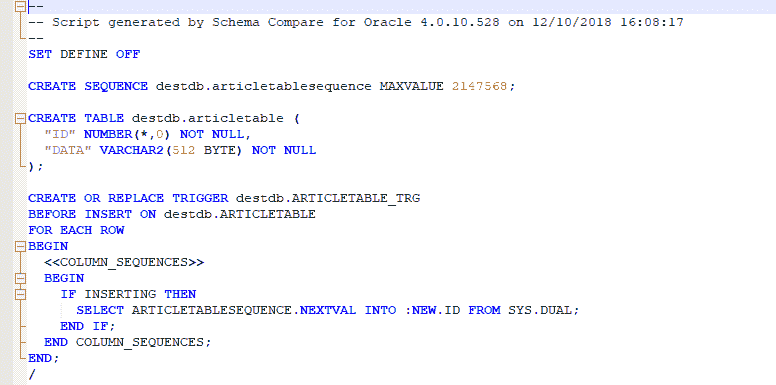 --
-- Script generated by Schema Compare for Oracle 4.0.10.528 on 12/10/2018 16:08:17
--
SET DEFINE OFF
CREATE SEQUENCE destdb.articletablesequence MAXVALUE 2147568;
CREATE TABLE destdb.articletable (
"ID" NUMBER(*,0) NOT NULL,
"DATA" VARCHAR2(512 BYTE) NOT NULL
);
CREATE OR REPLACE TRIGGER destdb.ARTICLETABLE_TRG
BEFORE INSERT ON destdb.ARTICLETABLE
FOR EACH ROW
BEGIN
<<COLUMN_SEQUENCES>>
BEGIN
IF INSERTING THEN
SELECT ARTICLETABLESEQUENCE.NEXTVAL INTO :NEW.ID FROM SYS.DUAL;
END IF;
END COLUMN_SEQUENCES;
END;
/